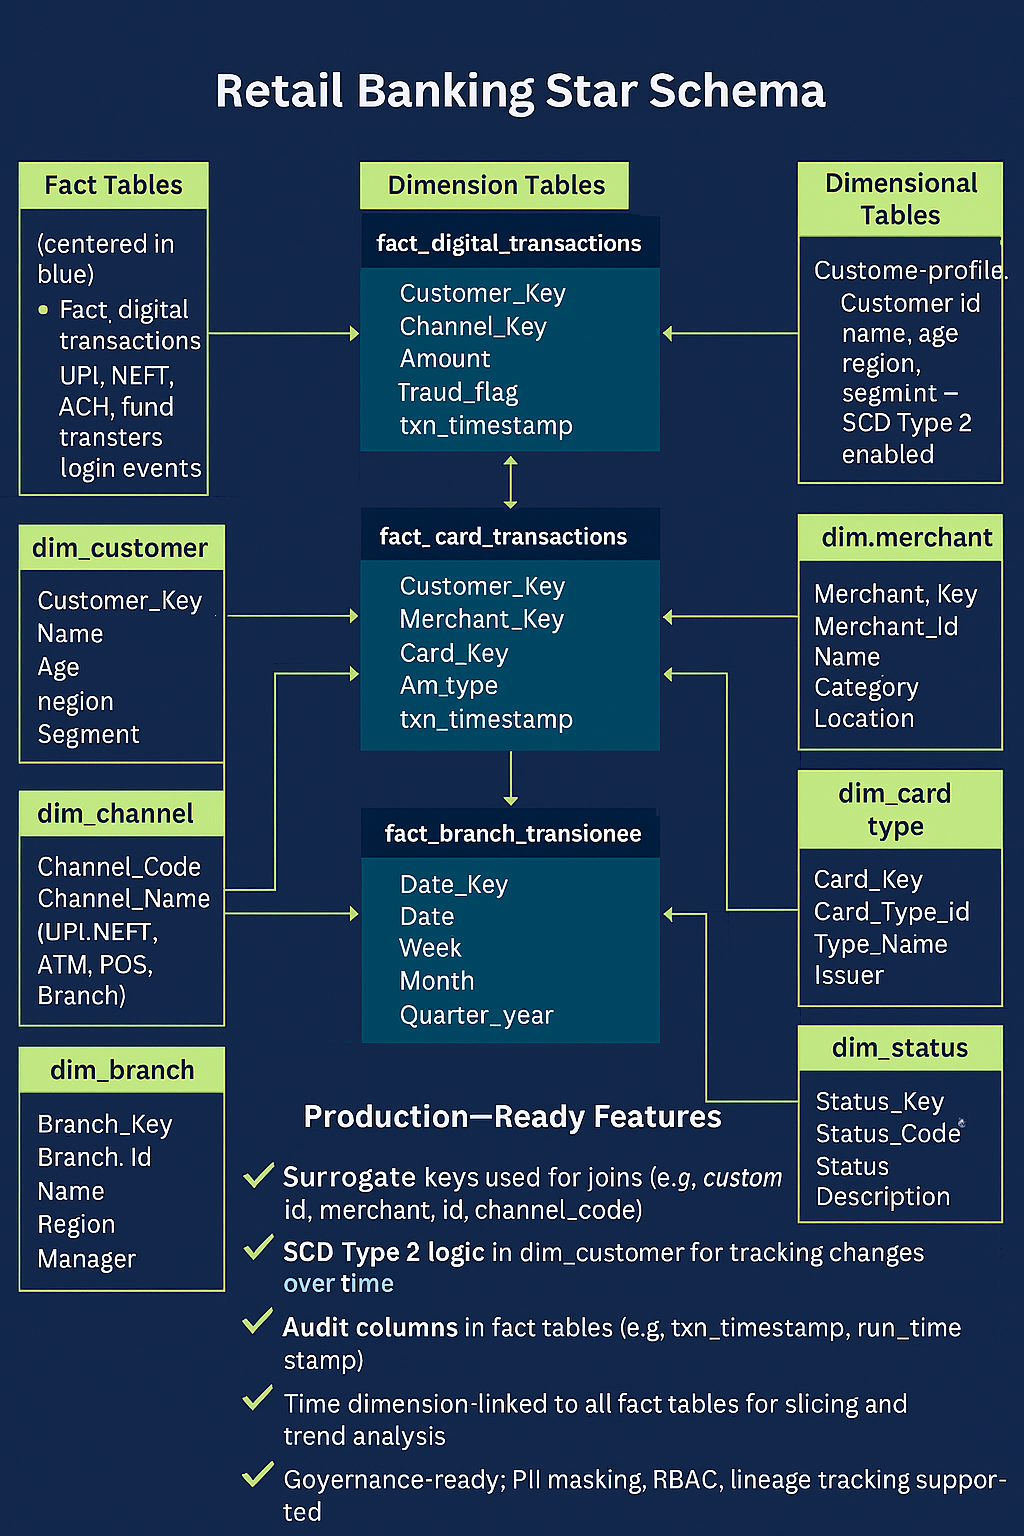 Retail Banking Star Schema
Fact Tables
(centered in
blue)
• Fact_digital
transactions
UPI, NEFT,
ACH, fund
transters
login events
Dimension Tables
fact_digital_transactions
Customer_Key
Channel_Key
Amount
Traud_flag
txn_timestamp
Dimensional
Tables
Custome-profile.
Customer id
name, age
region,
segmint –
SCD Type 2
enabled
dim_customer
Customer_Key
Name
Age
negion
Segment
fact_card_transactions
Customer_Key
Merchant_Key
Card_Key
Am_type
txn_timestamp
dim.merchant
Merchant, Key
Merchant_Id
Name
Category
Location
dim_channel
Channel_Code
Channel_Name
(UPI.NEFT,
ATM, POS,
Branch)
fact_branch_transionee
Date_Key
Date
Week
Month
Quarter_year
dim_card
type
Card_Key
Card_Type_id
Type_Name
Issuer
dim_branch
Branch_Key
Branch. Id
Name
Region
Manager
dim_status
Status_Key
Status_Code
Status
Description
Production—Ready Features
✓ Surrogate keys used for joins (e.g, custom
id, merchant, id, channel_code)
✓ SCD Type 2 logic in dim_customer for tracking changes
over time
✓ Audit columns in fact tables (e.g, txn_timestamp, run_time
stamp)
✓ Time dimension-linked to all fact tables for slicing and
trend analysis
✓ Goyernance-ready; PII masking, RBAC, lineage tracking suppor-
ted